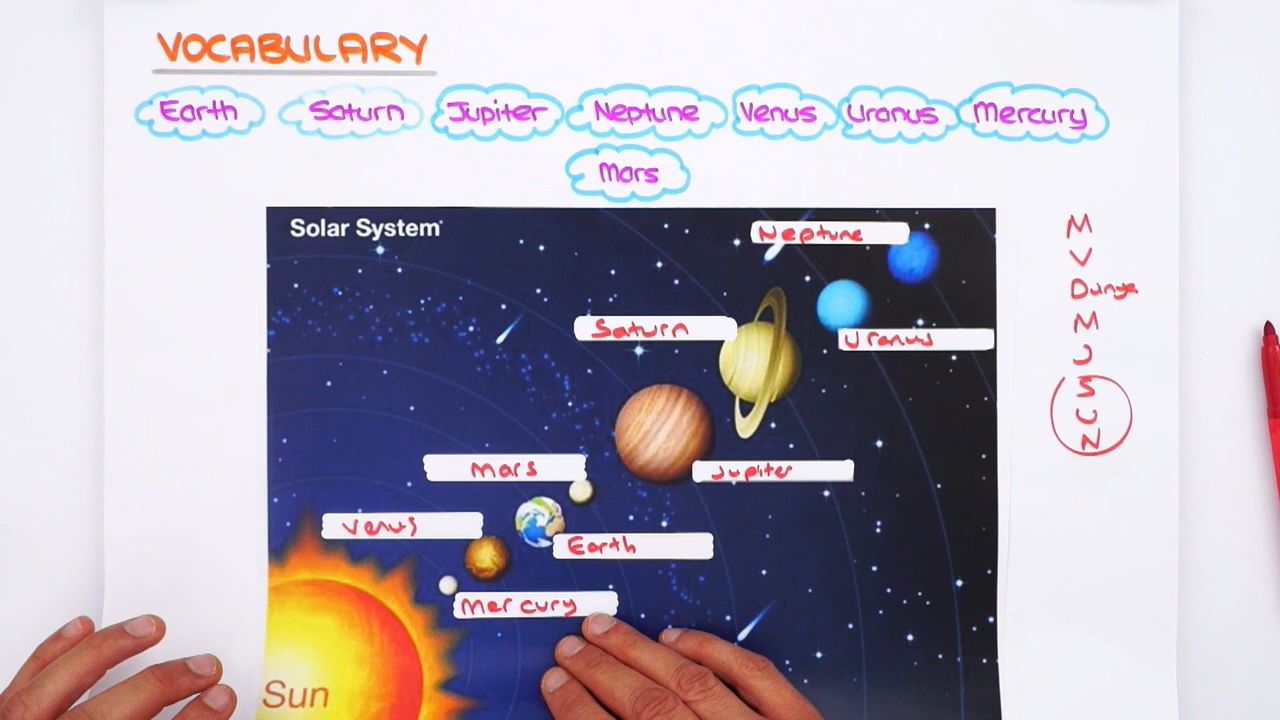 VOCABULARY
Earth Saturn Jupiter Neptune Venus Uranus Mercury
Mars
Solar System
Neptune
Saturn
Uranus
Mars
Jupiter
Venus
Earth
Mercury
Sun
M
V
Dünya
M
J
S
U
N